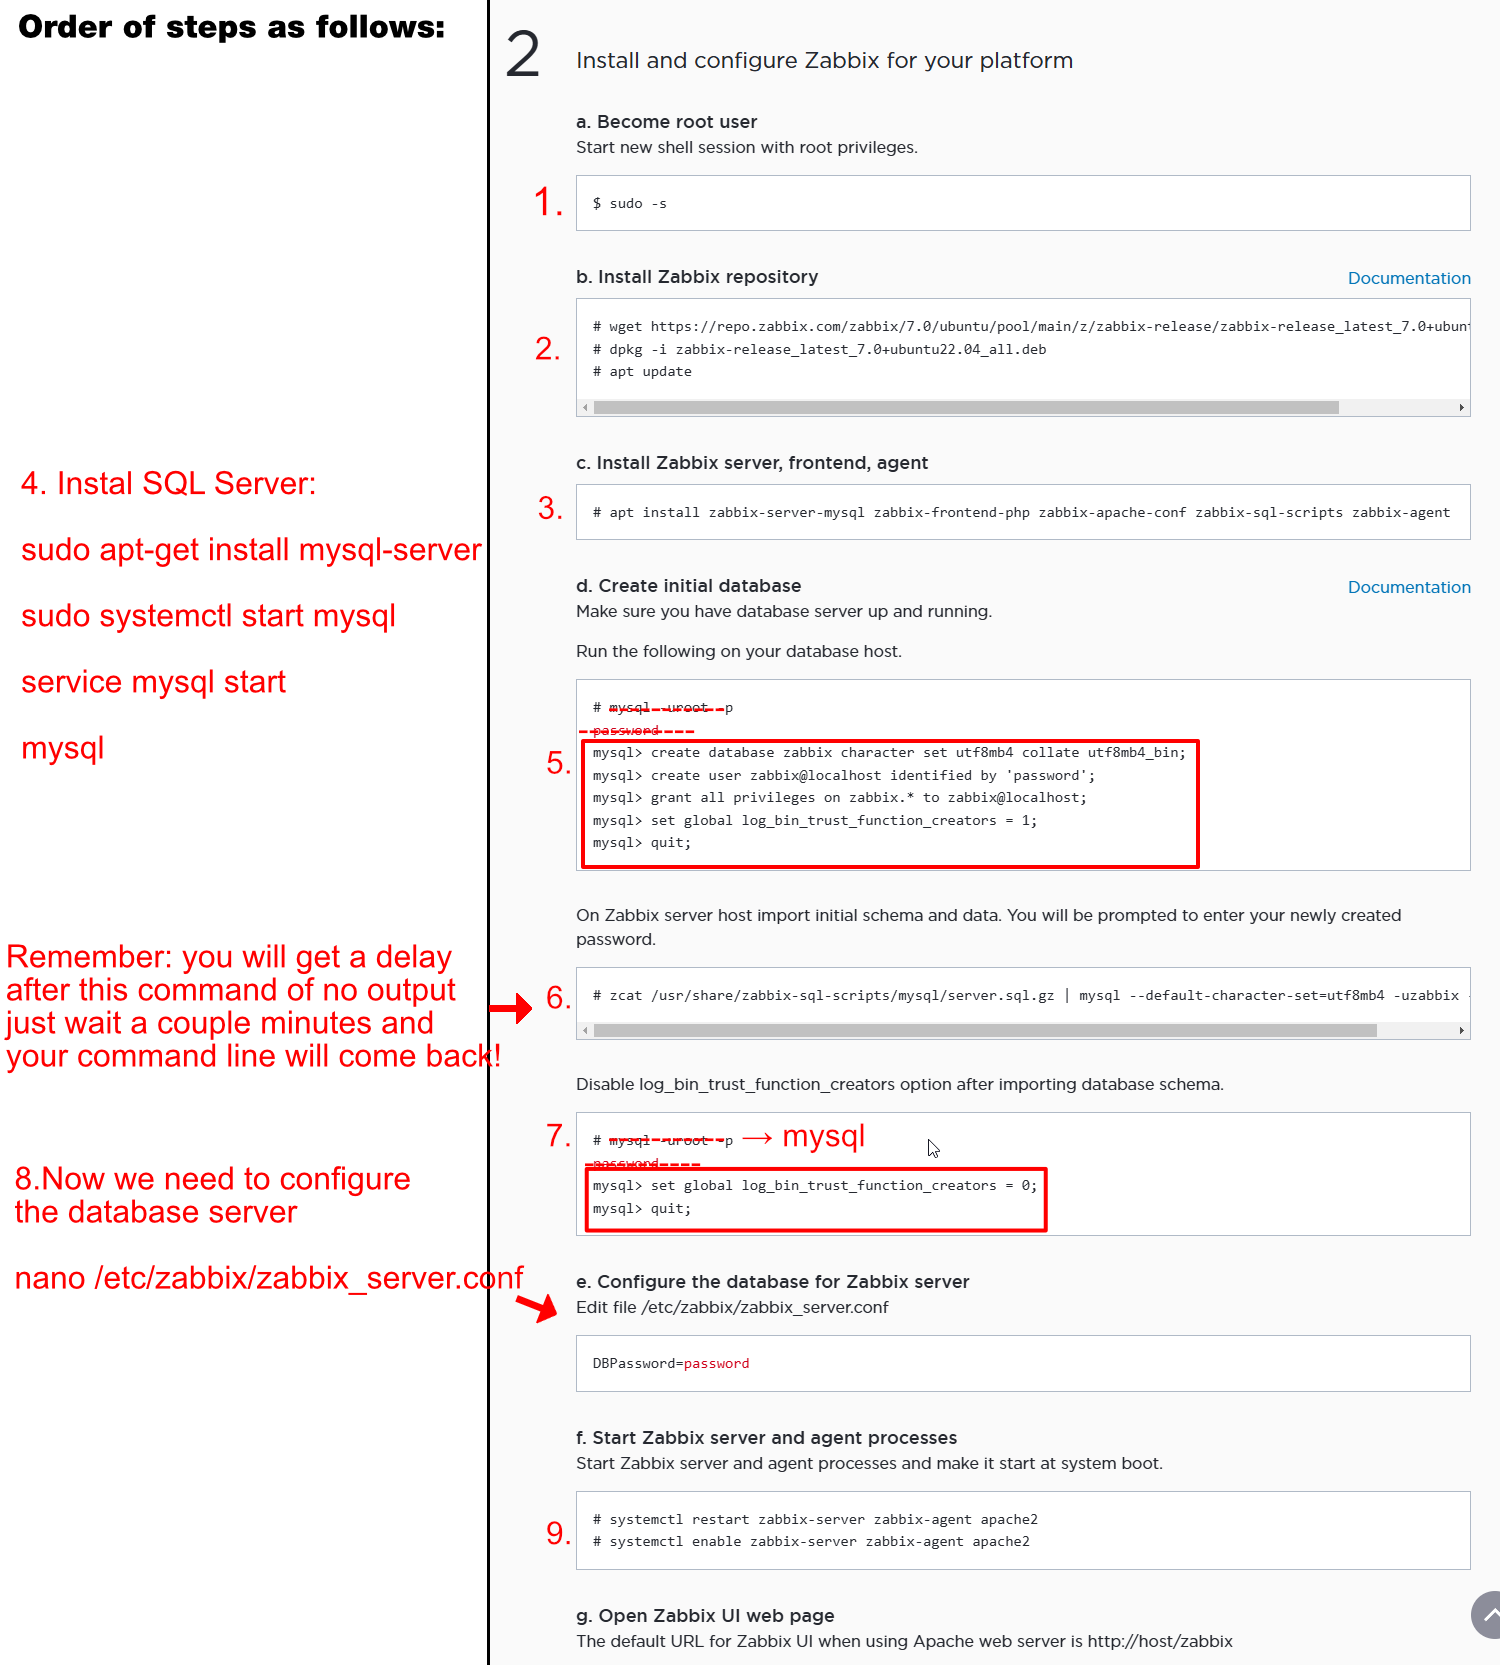 Order of steps as follows:
2
Install and configure Zabbix for your platform
a. Become root user
Start new shell session with root privileges.
1.
$ sudo -s
b. Install Zabbix repository
Documentation
2.
# wget https://repo.zabbix.com/zabbix/7.0/ubuntu/pool/main/z/zabbix-release/zabbix-release_latest_7.0+ubunt
# dpkg -i zabbix-release_latest_7.0+ubuntu22.04_all.deb
# apt update
c. Install Zabbix server, frontend, agent
3.
# apt install zabbix-server-mysql zabbix-frontend-php zabbix-apache-conf zabbix-sql-scripts zabbix-agent
4. Instal SQL Server:
sudo apt-get install mysql-server
sudo systemctl start mysql
service mysql start
mysql
d. Create initial database
Documentation
Make sure you have database server up and running.
Run the following on your database host.
# mysql -uroot -p
password
5.
mysql> create database zabbix character set utf8mb4 collate utf8mb4_bin;
mysql> create user zabbix@localhost identified by 'password';
mysql> grant all privileges on zabbix.* to zabbix@localhost;
mysql> set global log_bin_trust_function_creators = 1;
mysql> quit;
On Zabbix server host import initial schema and data. You will be prompted to enter your newly created
password.
Remember: you will get a delay
after this command of no output
just wait a couple minutes and
your command line will come back!
6.
# zcat /usr/share/zabbix-sql-scripts/mysql/server.sql.gz | mysql --default-character-set=utf8mb4 -uzabbix -
Disable log_bin_trust_function_creators option after importing database schema.
7.
# mysql -uroot -p → mysql
password
mysql> set global log_bin_trust_function_creators = 0;
mysql> quit;
8.Now we need to configure
the database server
nano /etc/zabbix/zabbix_server.conf
e. Configure the database for Zabbix server
Edit file /etc/zabbix/zabbix_server.conf
DBPassword=password
f. Start Zabbix server and agent processes
Start Zabbix server and agent processes and make it start at system boot.
9.
# systemctl restart zabbix-server zabbix-agent apache2
# systemctl enable zabbix-server zabbix-agent apache2
g. Open Zabbix UI web page
The default URL for Zabbix UI when using Apache web server is http://host/zabbix